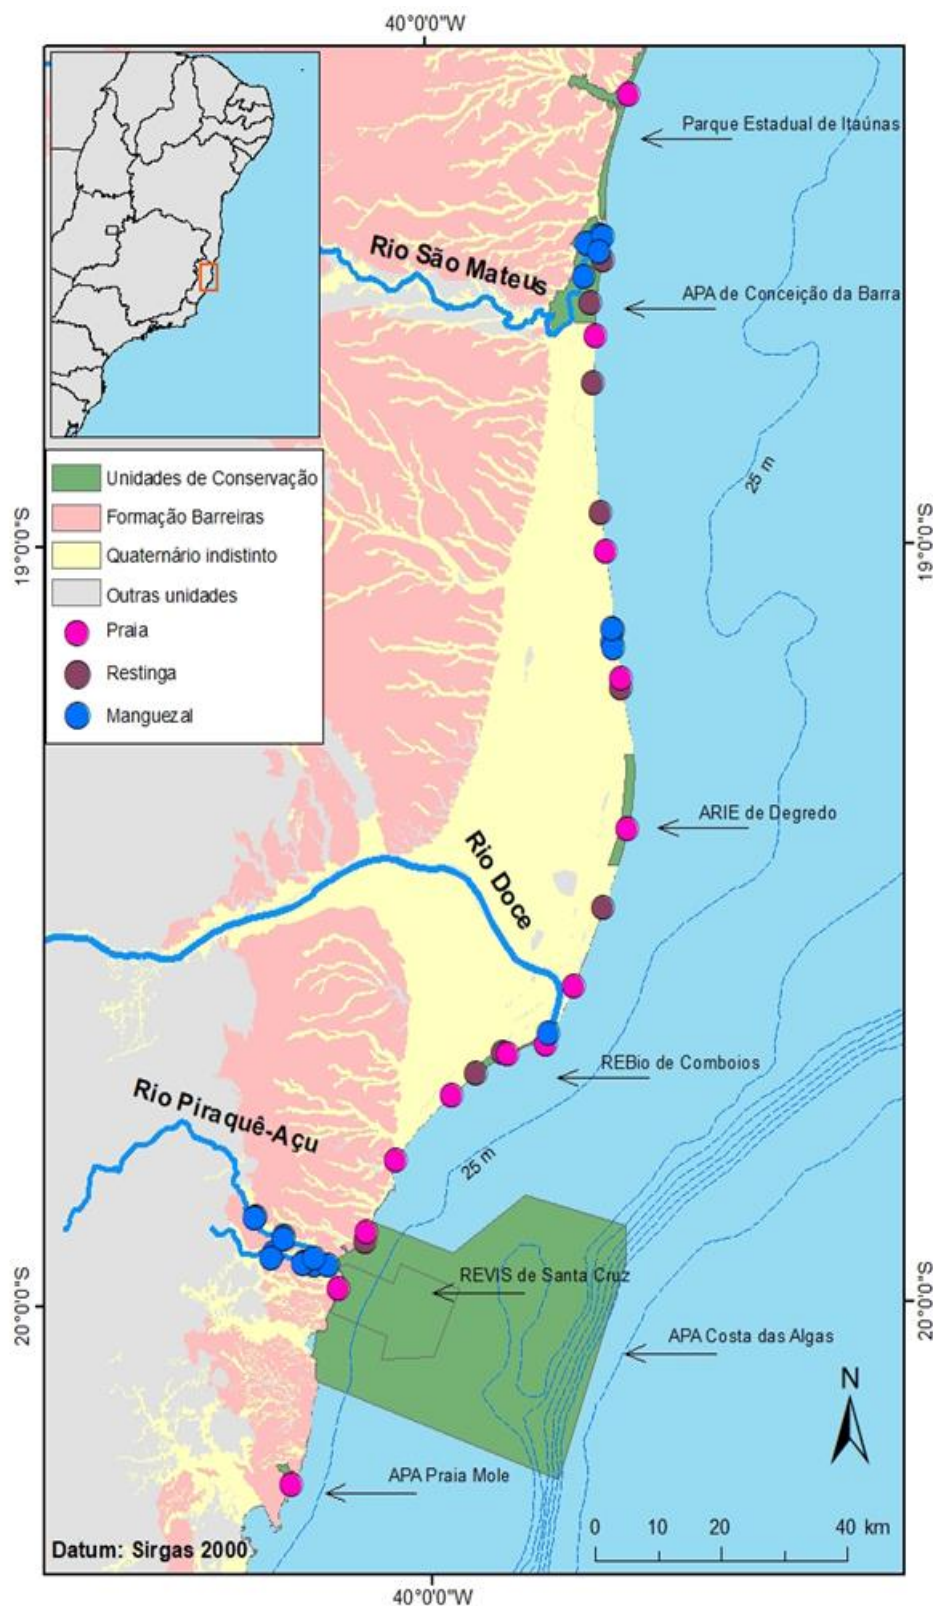 40°0'0"W
Parque Estadual de Itaúnas
Rio São Mateus
APA de Conceição da Barra
25 m
Unidades de Conservação
Formação Barreiras
19°0'0"S
19°0'0"S
Quaternário indistinto
Outras unidades
Praia
Restinga
Manguezal
ARIE de Degredo
Rio Doce
REBio de Comboios
Rio Piraquê-Açu
25 m
REVIS de Santa Cruz
20°0'0"S
20°0'0"S
APA Costa das Algas
N
APA Praia Mole
0 10 20 40 km
Datum: Sirgas 2000
40°0'0"W